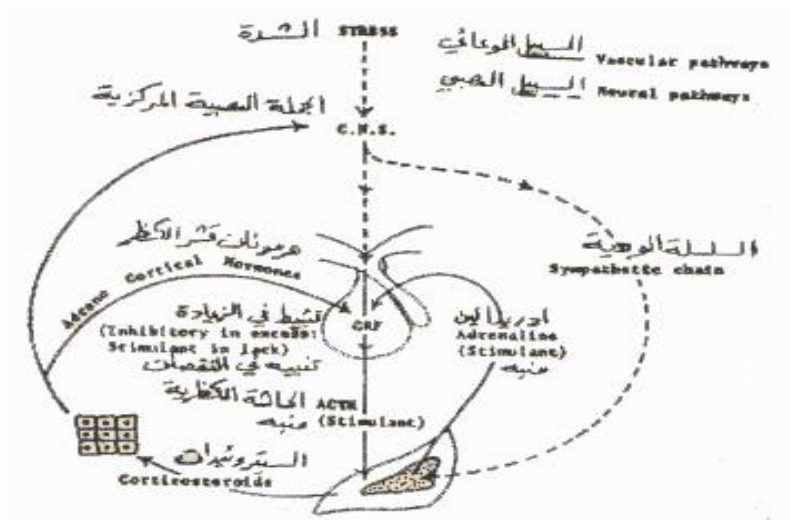 الشدة STRESS
السبيل الوعائي Vascular pathways
السبيل العصبي Neural pathways
الجملة العصبية المركزية
C.N.S.
هرمونات قشر الكظر
Adreno Cortical Hormones
السلسلة الودية
Sympathetic chain
تثبط في الزيادة
(Inhibitory in excess:
Stimulant in lack)
تنبيه في النقصان
CRF
ادرينالين
Adrenaline
(Stimulant)
منبه
الحاثة الكظرية ACTH
منبه (Stimulant)
الستروئيدات
Corticosteroids